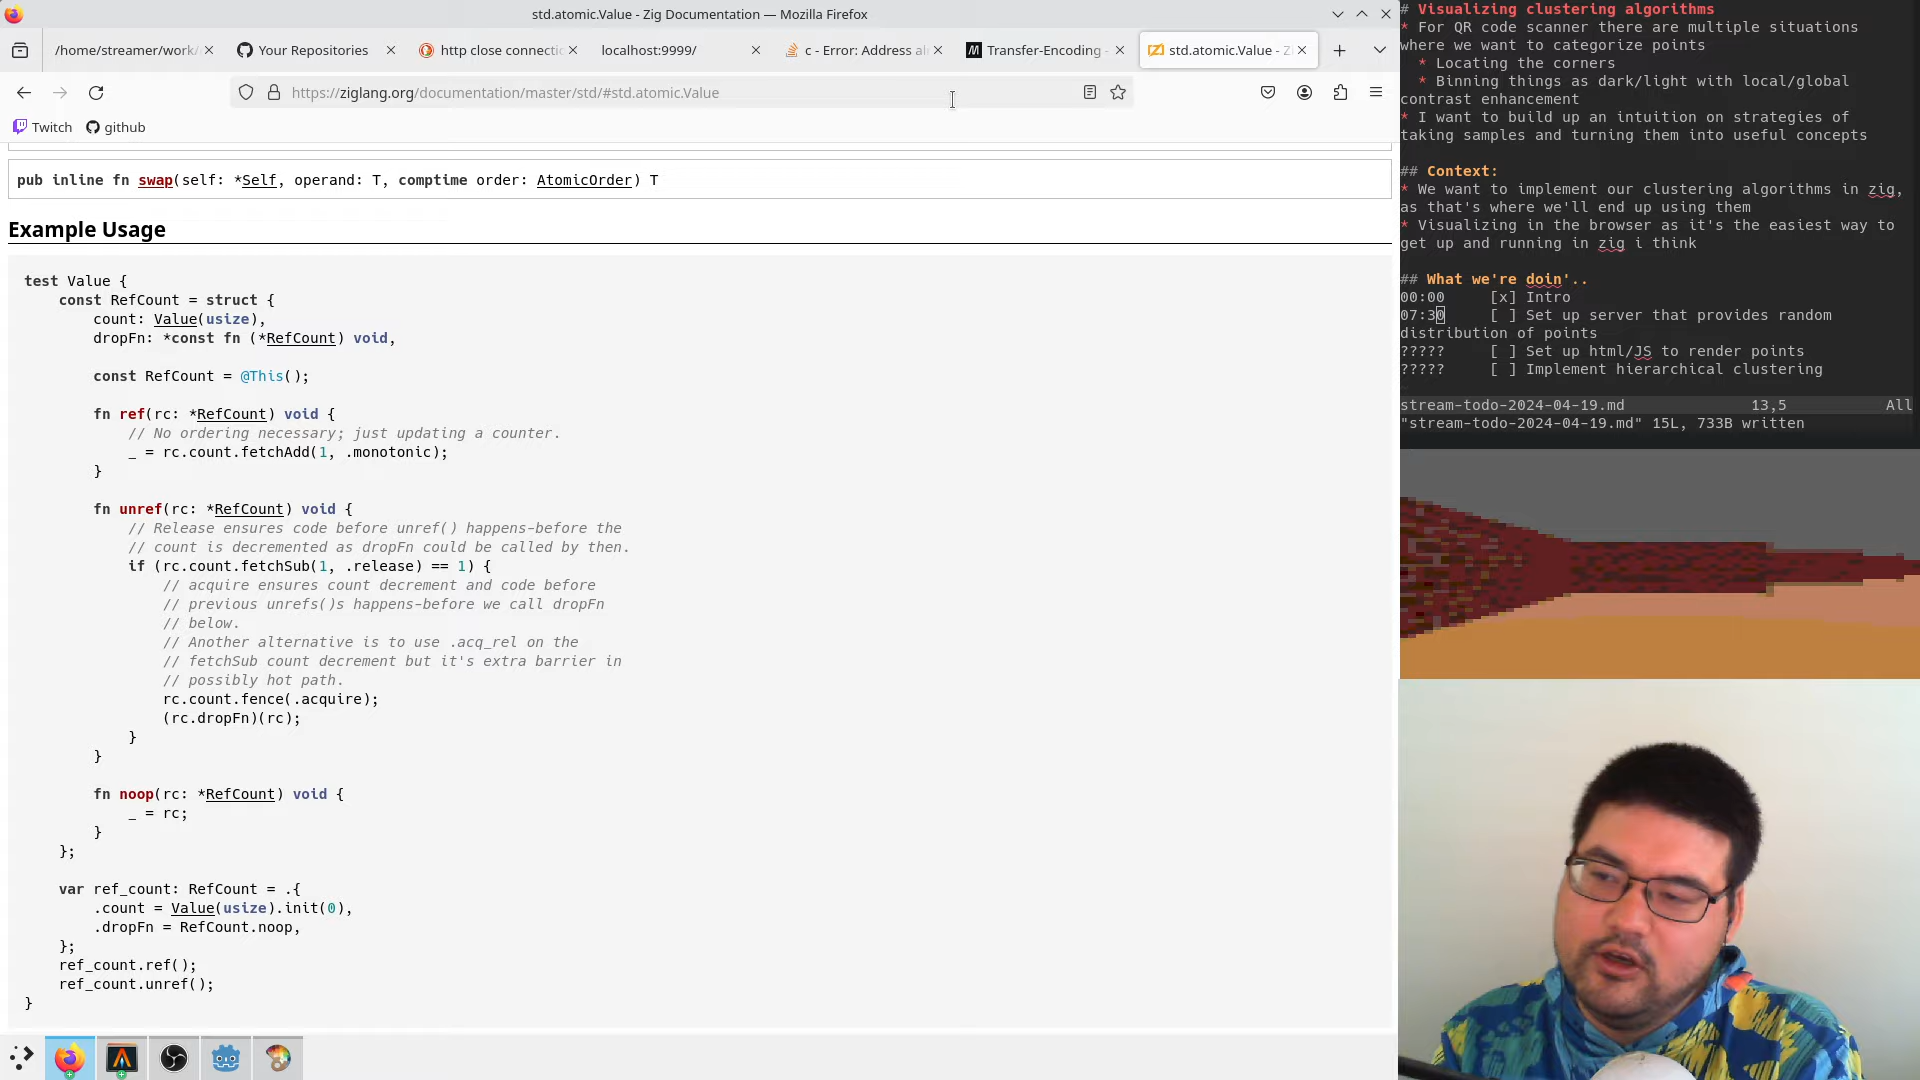 std.atomic.Value - Zig Documentation — Mozilla Firefox
/home/streamer/work/
Your Repositories
http close connectio
localhost:9999/
c - Error: Address al
Transfer-Encoding -
std.atomic.Value - Z
https://ziglang.org/documentation/master/std/#std.atomic.Value
Twitch
github
pub inline fn swap(self: *Self, operand: T, comptime order: AtomicOrder) T
Example Usage
test Value {
const RefCount = struct {
count: Value(usize),
dropFn: *const fn (*RefCount) void,
const RefCount = @This();
fn ref(rc: *RefCount) void {
// No ordering necessary; just updating a counter.
_ = rc.count.fetchAdd(1, .monotonic);
}
fn unref(rc: *RefCount) void {
// Release ensures code before unref() happens-before the
// count is decremented as dropFn could be called by then.
if (rc.count.fetchSub(1, .release) == 1) {
// acquire ensures count decrement and code before
// previous unrefs()s happens-before we call dropFn
// below.
// Another alternative is to use .acq_rel on the
// fetchSub count decrement but it's extra barrier in
// possibly hot path.
rc.count.fence(.acquire);
(rc.dropFn)(rc);
}
}
fn noop(rc: *RefCount) void {
_ = rc;
}
};
var ref_count: RefCount = .{
.count = Value(usize).init(0),
.dropFn = RefCount.noop,
};
ref_count.ref();
ref_count.unref();
}
# Visualizing clustering algorithms
* For QR code scanner there are multiple situations
where we want to categorize points
* Locating the corners
* Binning things as dark/light with local/global
contrast enhancement
* I want to build up an intuition on strategies of
taking samples and turning them into useful concepts
## Context:
* We want to implement our clustering algorithms in zig,
as that's where we'll end up using them
* Visualizing in the browser as it's the easiest way to
get up and running in zig i think
## What we're doin'..
00:00 [x] Intro
07:30 [ ] Set up server that provides random
distribution of points
????? [ ] Set up html/JS to render points
????? [ ] Implement hierarchical clustering
~
stream-todo-2024-04-19.md 13,5 All
"stream-todo-2024-04-19.md" 15L, 733B written